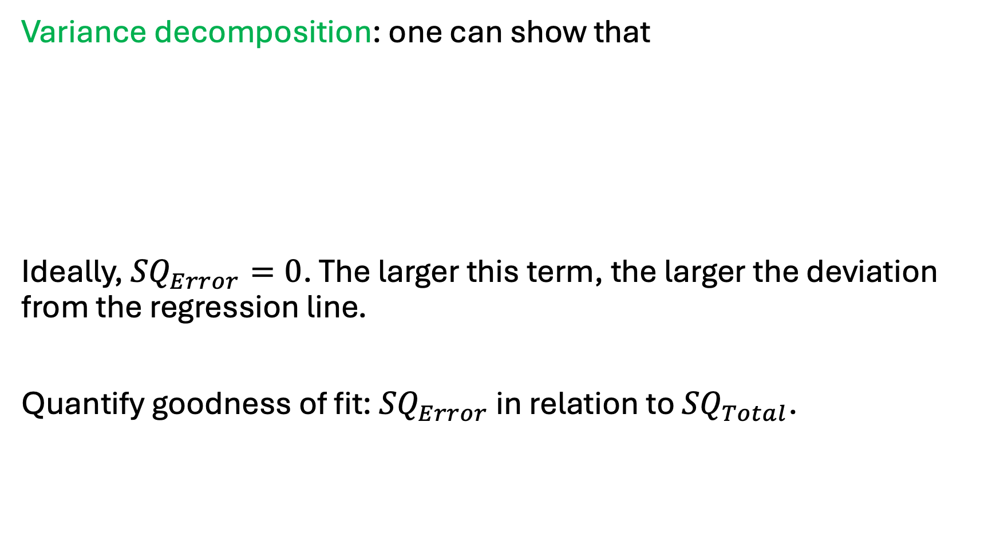 Variance decomposition: one can show that
Ideally, $SQ_{Error} = 0$. The larger this term, the larger the deviation
from the regression line.
Quantify goodness of fit: $SQ_{Error}$ in relation to $SQ_{Total}$.